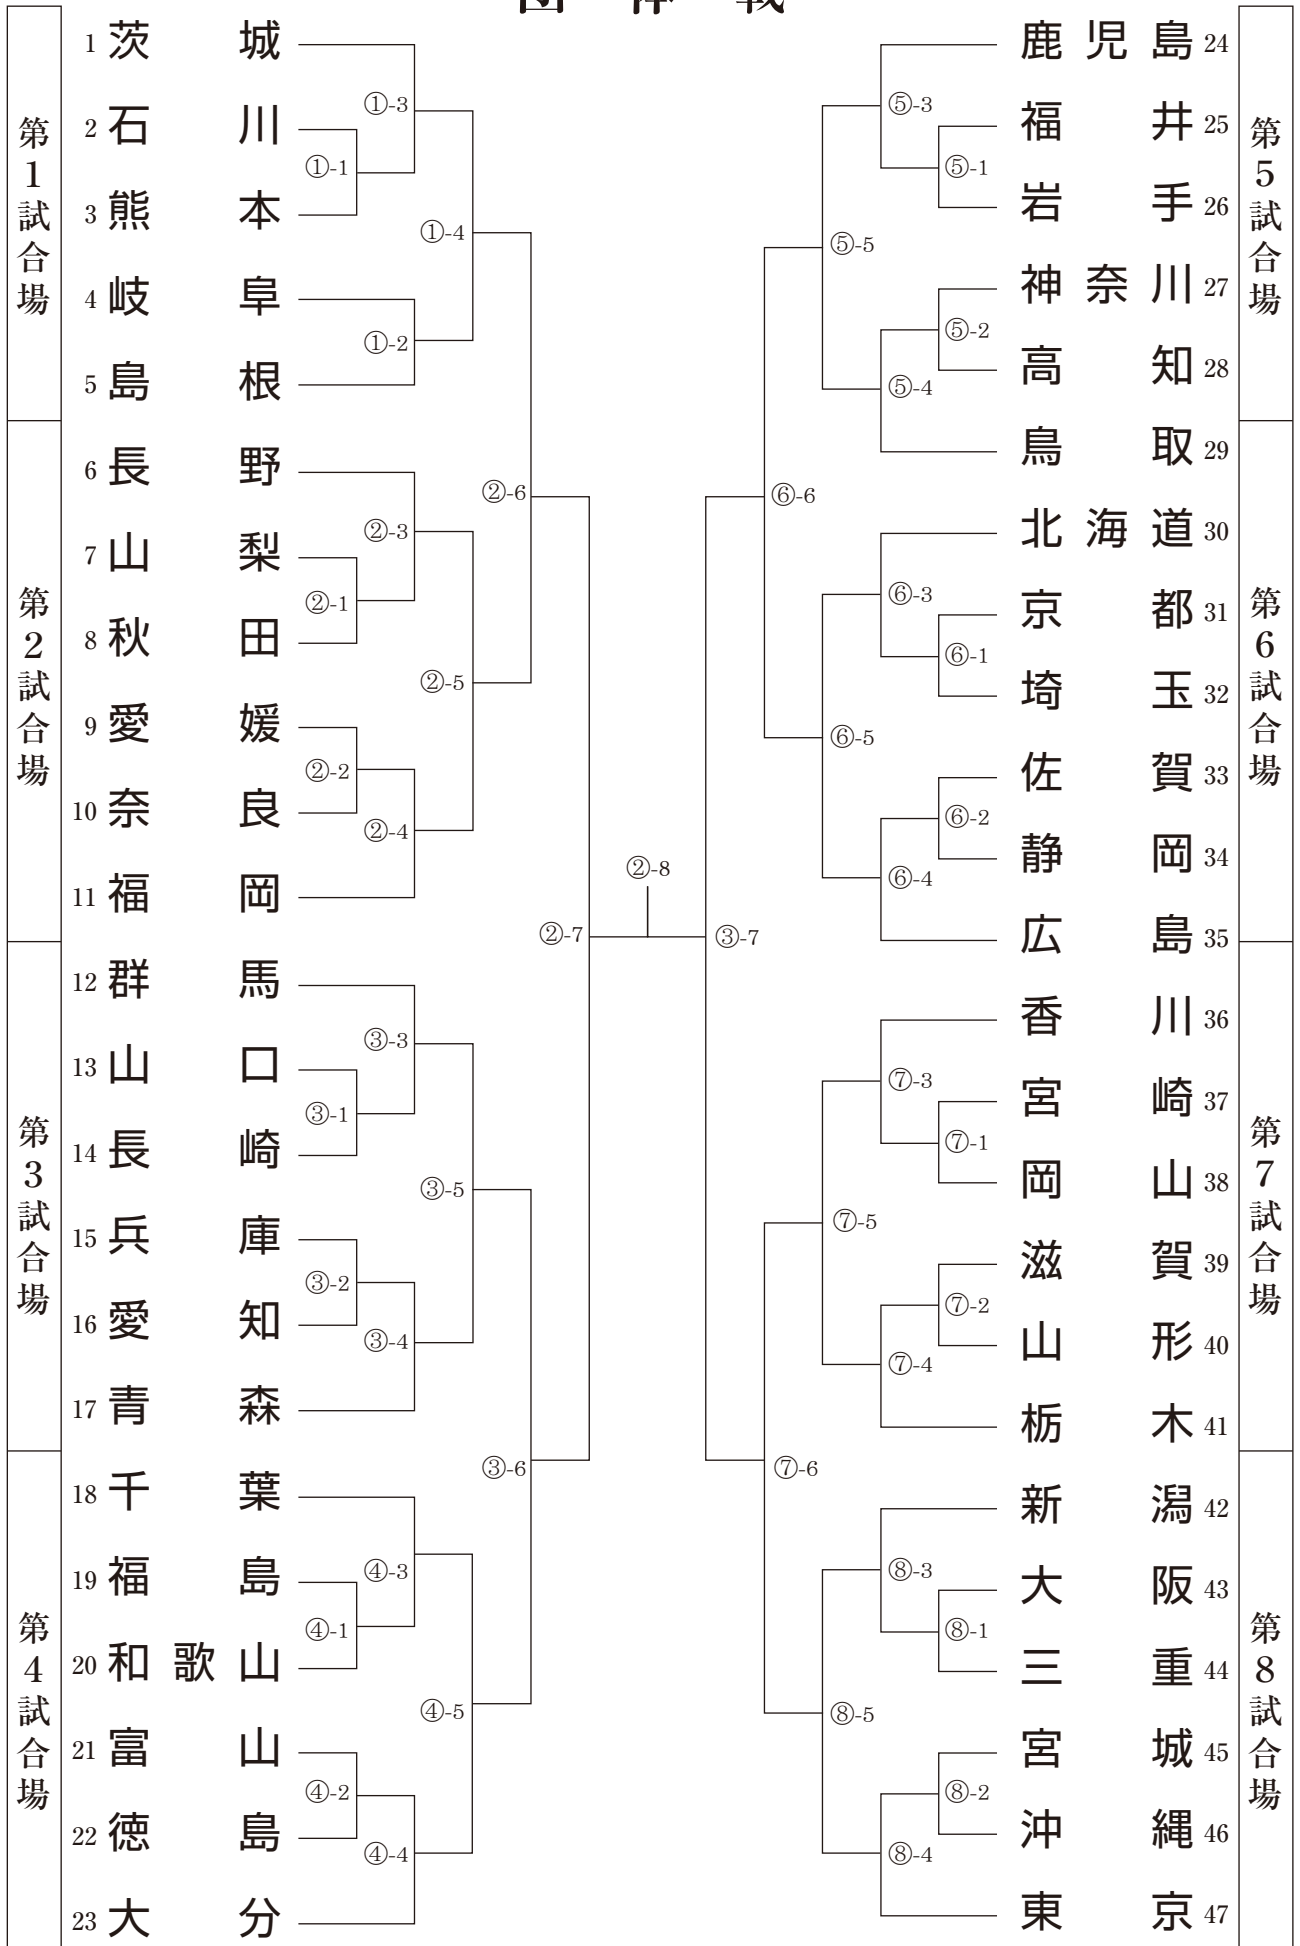 団体戦
第1試合場
1 茨城
2 石川
3 熊本
4 岐阜
5 島根
①-1
①-2
①-3
①-4
第2試合場
6 長野
7 山梨
8 秋田
9 愛媛
10 奈良
11 福岡
②-1
②-2
②-3
②-4
②-5
②-6
第3試合場
12 群馬
13 山口
14 長崎
15 兵庫
16 愛知
17 青森
③-1
③-2
③-3
③-4
③-5
③-6
第4試合場
18 千葉
19 福島
20 和歌山
21 富山
22 徳島
23 大分
④-1
④-2
④-3
④-4
④-5
②-7
②-8
③-7
第5試合場
鹿児島 24
福井 25
岩手 26
神奈川 27
高知 28
鳥取 29
⑤-1
⑤-2
⑤-3
⑤-4
⑤-5
第6試合場
北海道 30
京都 31
埼玉 32
佐賀 33
静岡 34
広島 35
⑥-1
⑥-2
⑥-3
⑥-4
⑥-5
⑥-6
第7試合場
香川 36
宮崎 37
岡山 38
滋賀 39
山形 40
栃木 41
⑦-1
⑦-2
⑦-3
⑦-4
⑦-5
⑦-6
第8試合場
新潟 42
大阪 43
三重 44
宮城 45
沖縄 46
東京 47
⑧-1
⑧-2
⑧-3
⑧-4
⑧-5